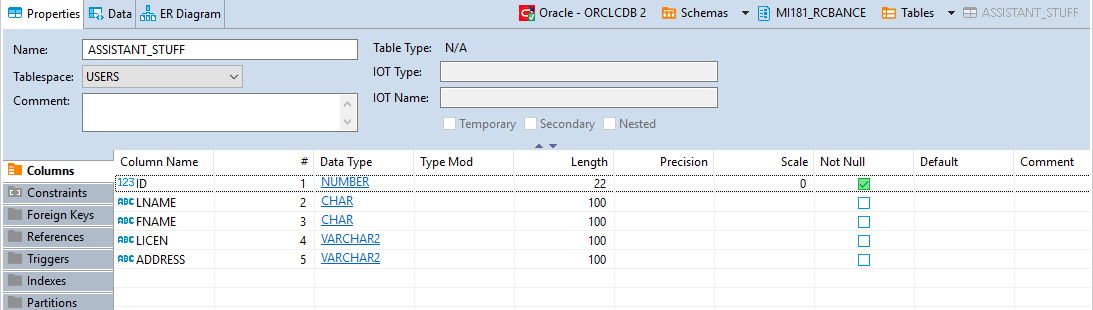 Properties Data ER Diagram Oracle - ORCLCDB 2 Schemas MI181_RCBANCE Tables ASSISTANT_STUFF
Name: ASSISTANT_STUFF Table Type: N/A
Tablespace: USERS IOT Type:
Comment: IOT Name:
Temporary Secondary Nested
Column Name # Data Type Type Mod Length Precision Scale Not Null Default Comment
Columns 123 ID 1 NUMBER 22 0
Constraints ABC LNAME 2 CHAR 100
Foreign Keys ABC FNAME 3 CHAR 100
References ABC LICEN 4 VARCHAR2 100
Triggers ABC ADDRESS 5 VARCHAR2 100
Indexes
Partitions